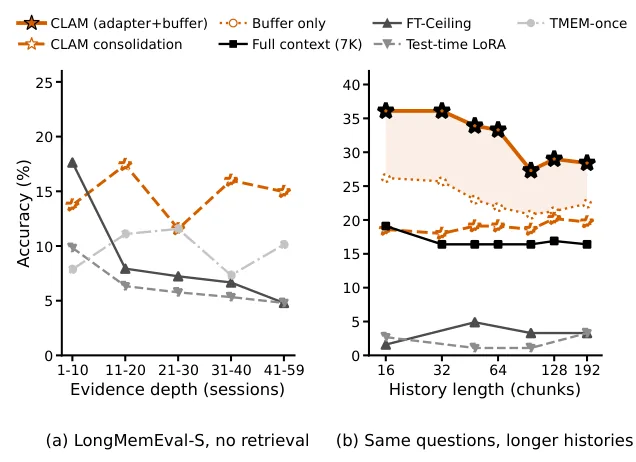 CLAM (adapter+buffer) Buffer only FT-Ceiling TMEM-once
CLAM consolidation Full context (7K) Test-time LoRA
25
20
15
10
5
0
Accuracy (%)
1-10 11-20 21-30 31-40 41-59
Evidence depth (sessions)
40
35
30
25
20
15
10
5
0
16 32 64 128 192
History length (chunks)
(a) LongMemEval-S, no retrieval
(b) Same questions, longer histories